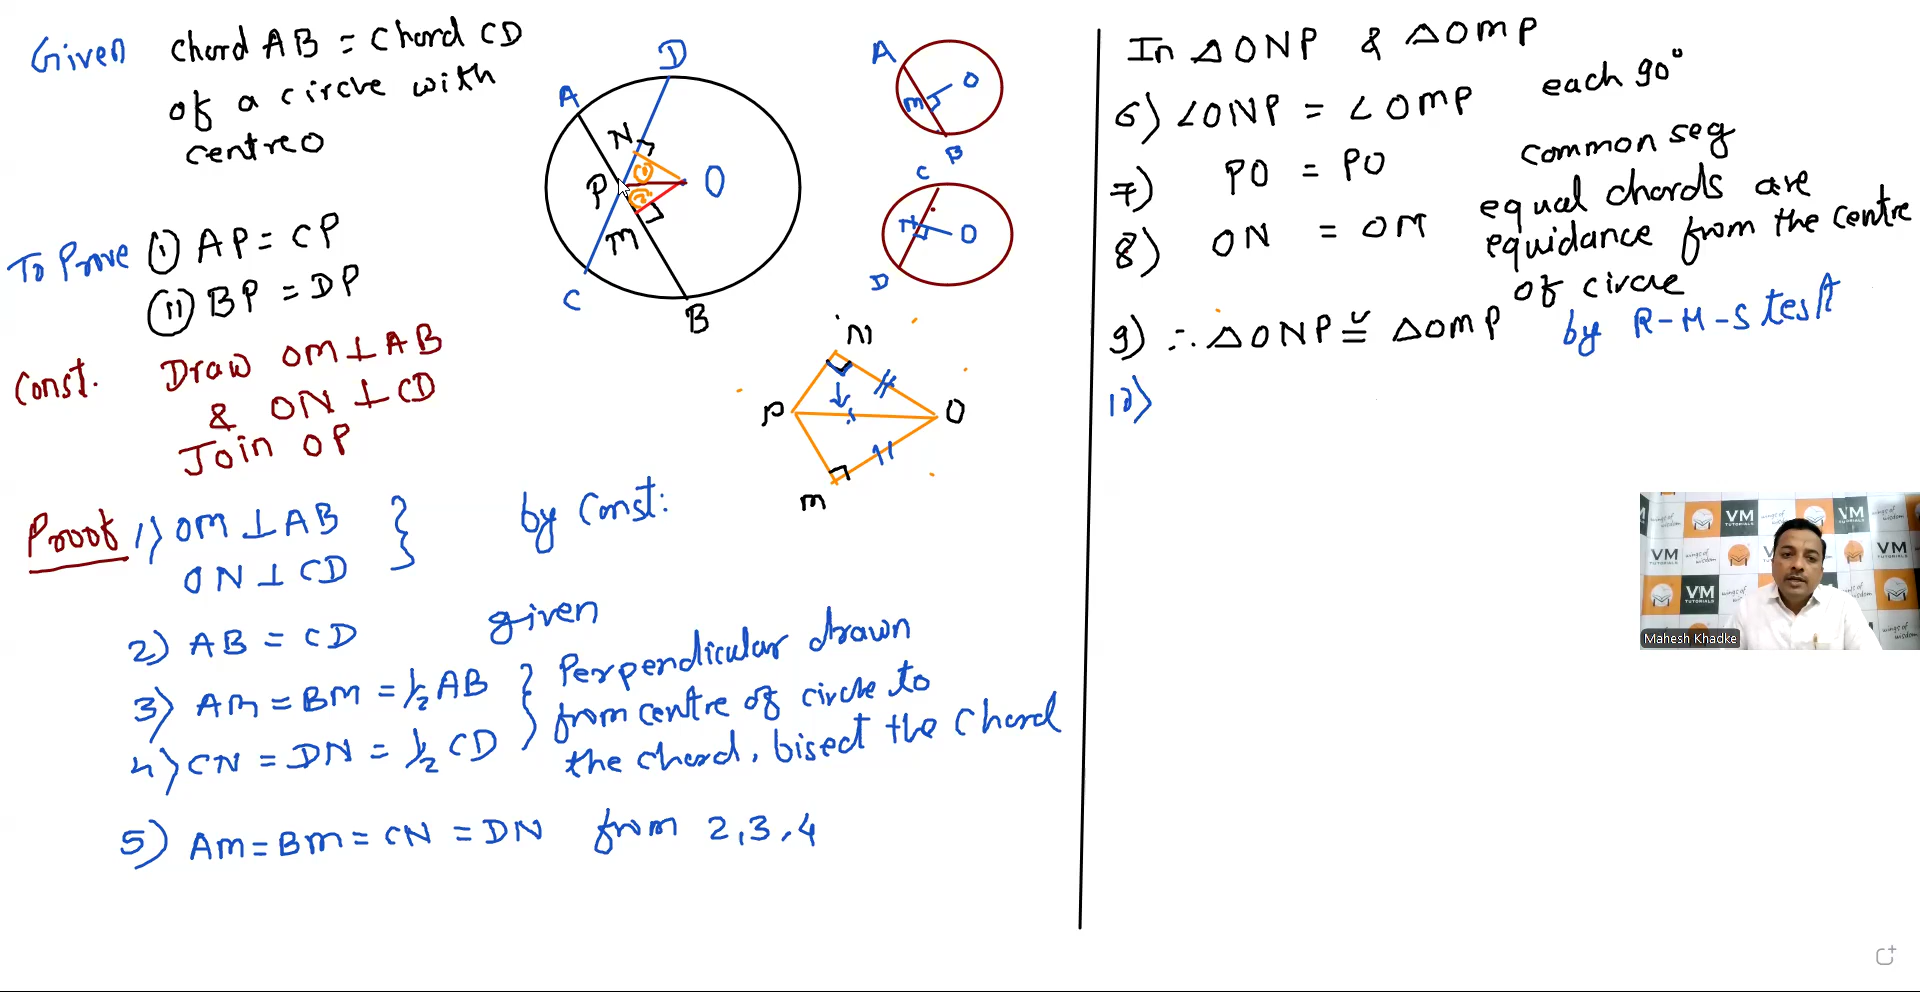 Given chord AB = chord CD
of a circle with
centre O
To Prove (i) AP = CP
(ii) BP = DP
Const. Draw OM ⊥ AB
& ON ⊥ CD
Join OP
Proof 1) OM ⊥ AB } by Const:
ON ⊥ CD
2) AB = CD given
3) AM = BM = 1/2 AB } Perpendicular drawn
from centre of circle to
4) CN = DN = 1/2 CD
the chord, bisect the chord
5) AM = BM = CN = DN from 2, 3, 4
D
A
N
P
O
M
C
B
A
O
M
B
C
N
O
D
N
P
O
M
In △ONP & △OMP
6) ∠ONP = ∠OMP each 90°
7) PO = PO common seg
8) ON = OM equal chords are
equidance from the centre
of circle
9) ∴ △ONP ≅ △OMP by R-H-S test
10)
VM
TUTORIALS
wings of wisdom
Mahesh Khadke